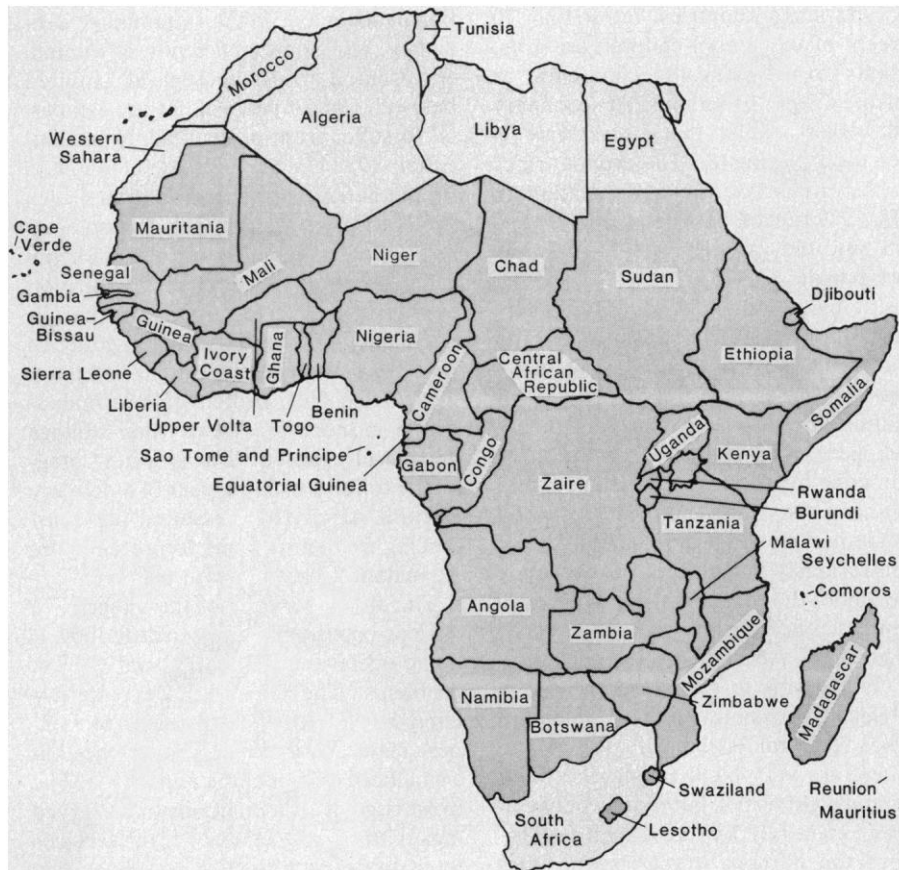 Tunisia
Morocco
Algeria
Libya
Egypt
Western
Sahara
Mauritania
Cape
Verde
Mali
Niger
Chad
Sudan
Senegal
Gambia
Djibouti
Guinea-
Bissau
Guinea
Nigeria
Ivory
Coast
Ghana
Ethiopia
Central
African
Republic
Cameroon
Sierra Leone
Somalia
Liberia
Benin
Togo
Upper Volta
Uganda
Kenya
Sao Tome and Principe
Gabon
Congo
Zaire
Equatorial Guinea
Rwanda
Burundi
Tanzania
Malawi
Seychelles
Comoros
Angola
Zambia
Mozambique
Madagascar
Namibia
Zimbabwe
Botswana
Swaziland
Reunion
Mauritius
South
Africa
Lesotho